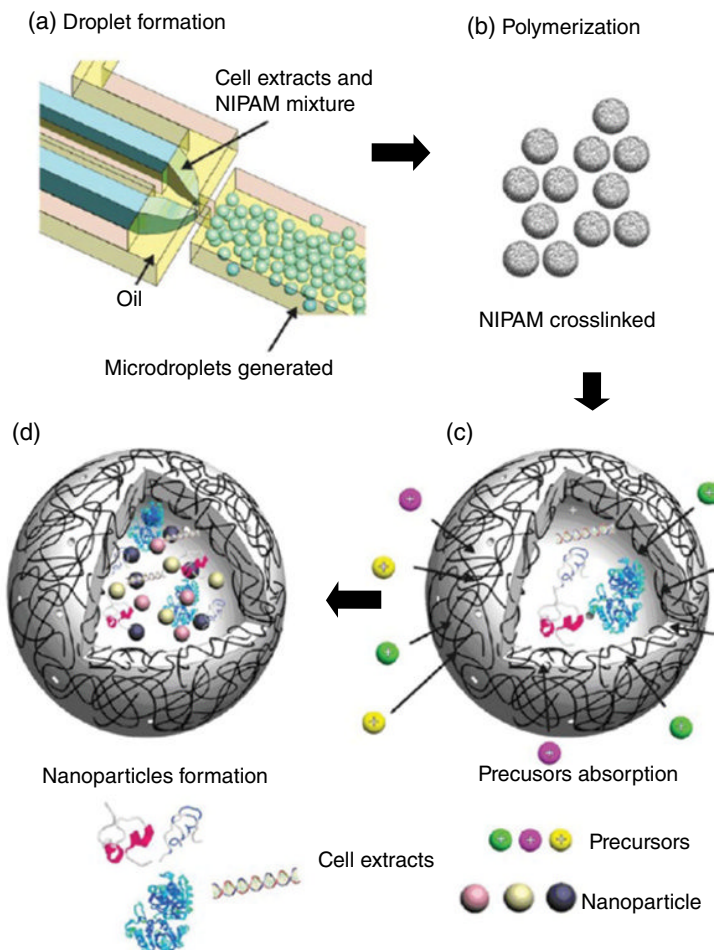 (a) Droplet formation
Cell extracts and
NIPAM mixture
Oil
Microdroplets generated
(b) Polymerization
NIPAM crosslinked
(c)
Precusors absorption
(d)
Nanoparticles formation
Cell extracts
Precursors
Nanoparticle